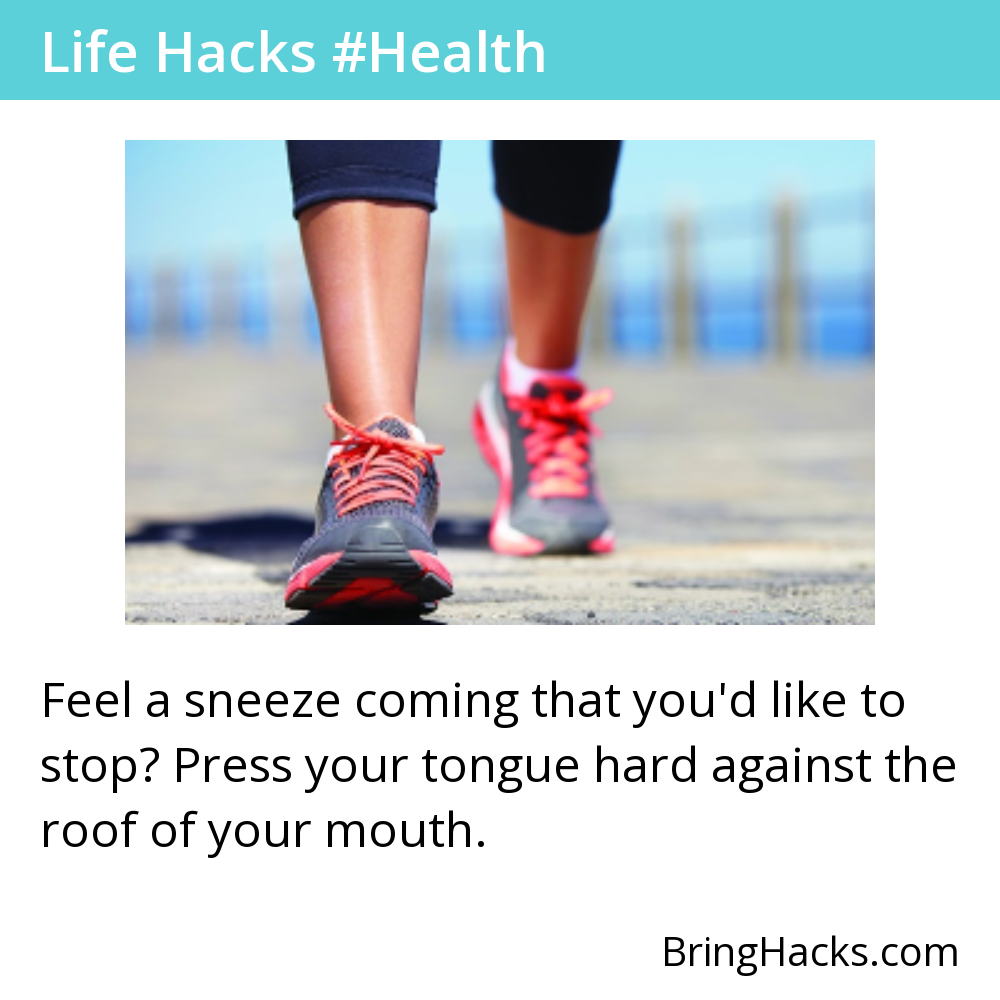 Life Hacks #Health
Feel a sneeze coming that you'd like to
stop? Press your tongue hard against the
roof of your mouth.
BringHacks.com